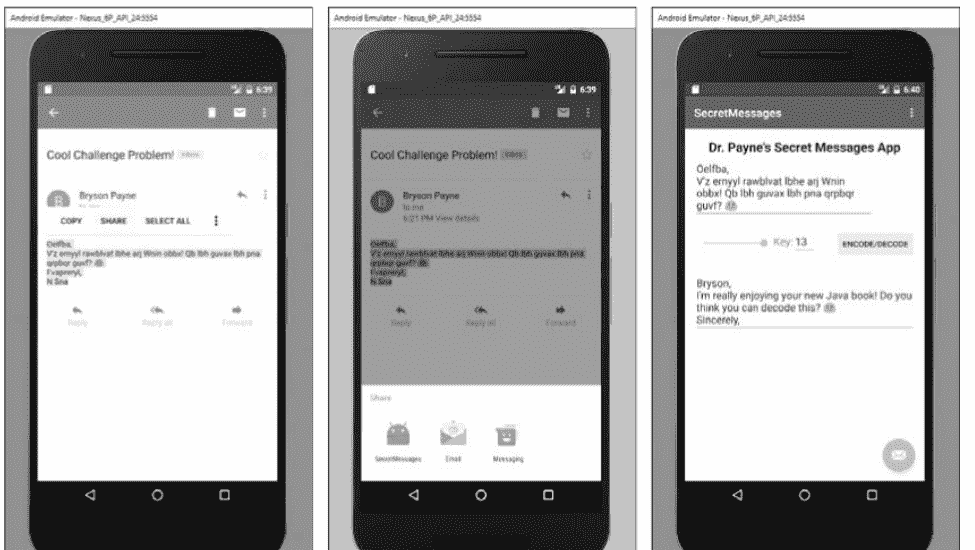 Android Emulator - Nexus_6P_API_24:5554
6:39
Cool Challenge Problem! Inbox
Bryson Payne
COPY SHARE SELECT ALL
Oelfba,
V'z ernyyl rawblvat lbhe arj Wnin obbx! Qb lbh guvax lbh pna
qrpbqr guvf?
Fvapreryl,
N Sna
Reply Reply all Forward
Android Emulator - Nexus_6P_API_24:5554
6:39
Cool Challenge Problem! Inbox
B Bryson Payne
to me
6:21 PM View details
Oelfba,
V'z ernyyl rawblvat lbhe arj Wnin obbx! Qb lbh guvax lbh pna
qrpbqr guvf?
Fvapreryl,
N Sna
Reply Reply all Forward
Share
SecretMessages Email Messaging
Android Emulator - Nexus_6P_API_24:5554
6:40
SecretMessages
Dr. Payne's Secret Messages App
Oelfba,
V'z ernyyl rawblvat lbhe arj Wnin
obbx! Qb lbh guvax lbh pna qrpbqr
guvf?
Key: 13 ENCODE/DECODE
Bryson,
I'm really enjoying your new Java book! Do you
think you can decode this?
Sincerely,